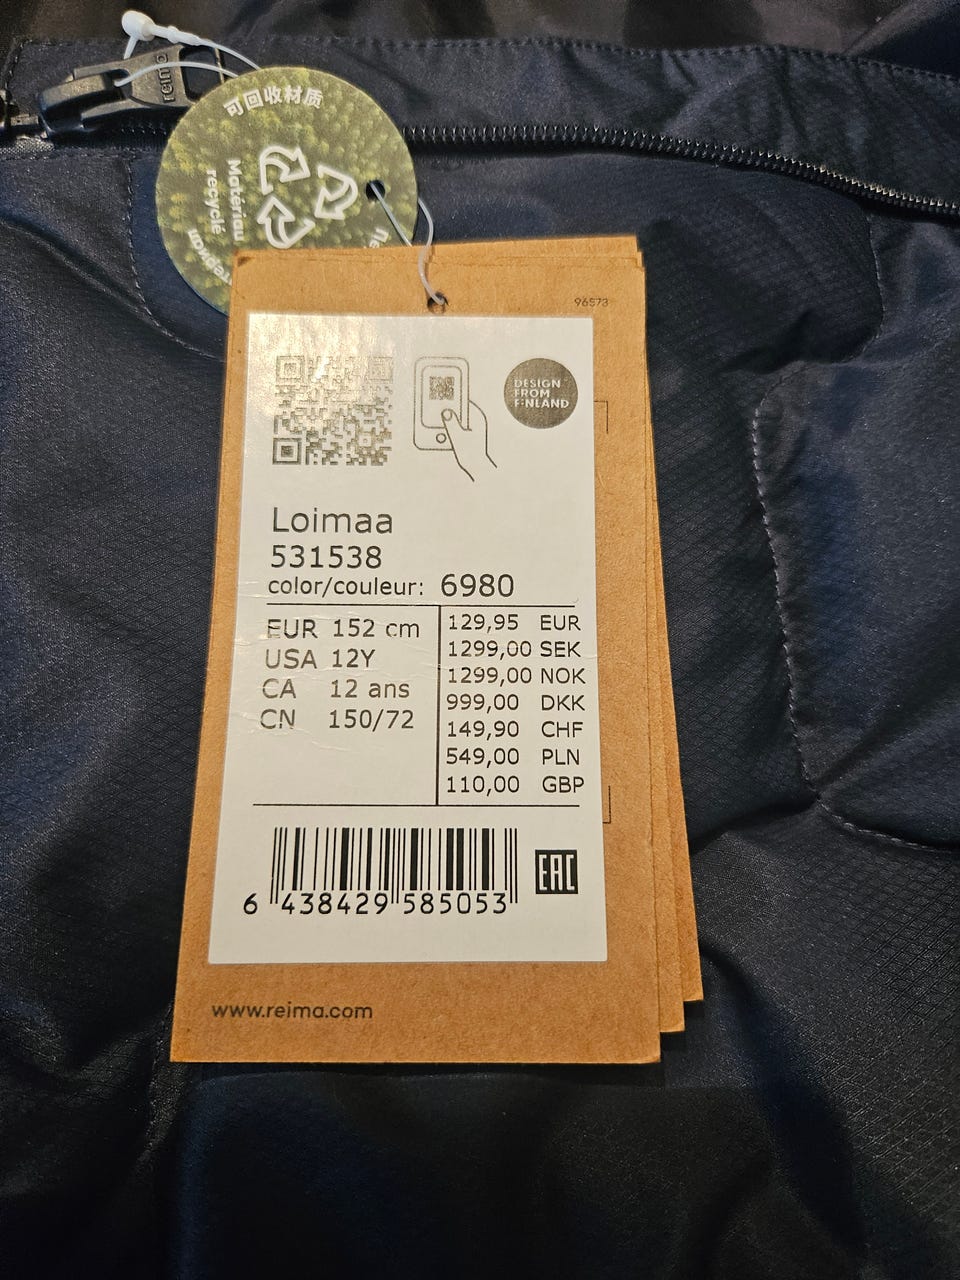 reima
可回收材质
Matériau
recyclé
96573
DESIGN
FROM
FINLAND
Loimaa
531538
color/couleur: 6980
EUR 152 cm
USA 12Y
CA 12 ans
CN 150/72
129,95 EUR
1299,00 SEK
1299,00 NOK
999,00 DKK
149,90 CHF
549,00 PLN
110,00 GBP
6 438429 585053
EAC
www.reima.com